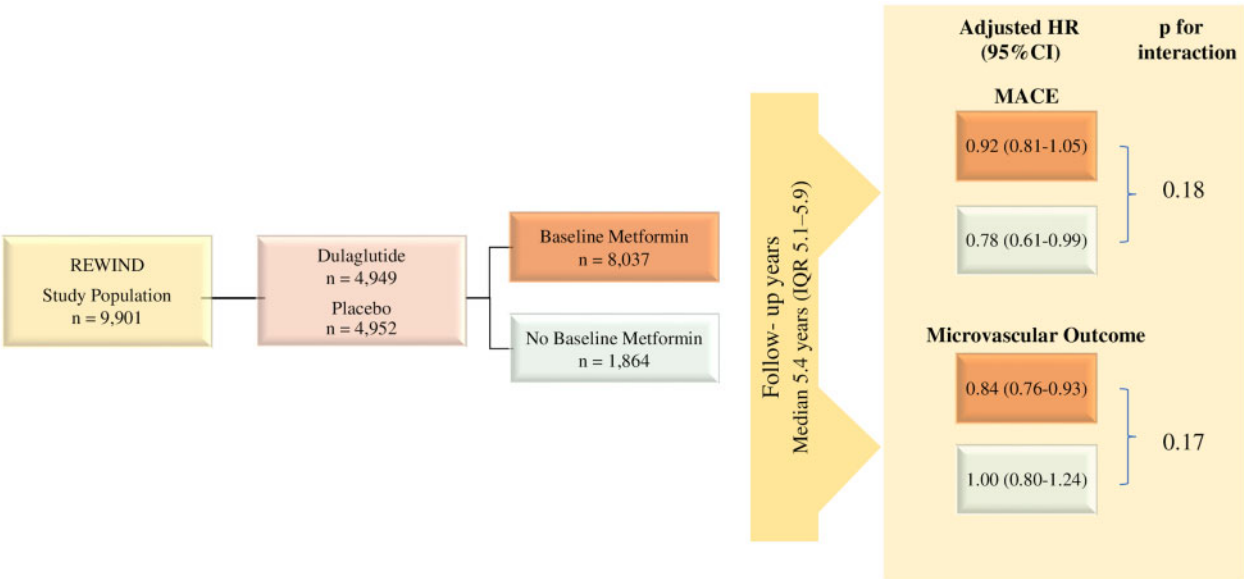 REWIND
Study Population
n = 9,901
Dulaglutide
n = 4,949
Placebo
n = 4,952
Baseline Metformin
n = 8,037
No Baseline Metformin
n = 1,864
Follow- up years
Median 5.4 years (IQR 5.1–5.9)
Adjusted HR
(95%CI)
p for
interaction
MACE
0.92 (0.81-1.05)
0.78 (0.61-0.99)
0.18
Microvascular Outcome
0.84 (0.76-0.93)
1.00 (0.80-1.24)
0.17